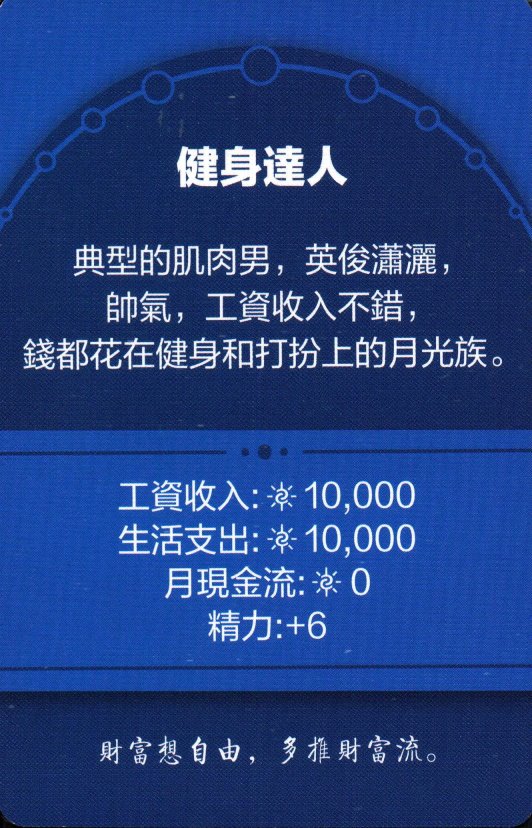 健身達人
典型的肌肉男，英俊瀟灑，
帥氣，工資收入不錯，
錢都花在健身和打扮上的月光族。
工資收入: 10,000
生活支出: 10,000
月現金流: 0
精力:+6
財富想自由，多推財富流。